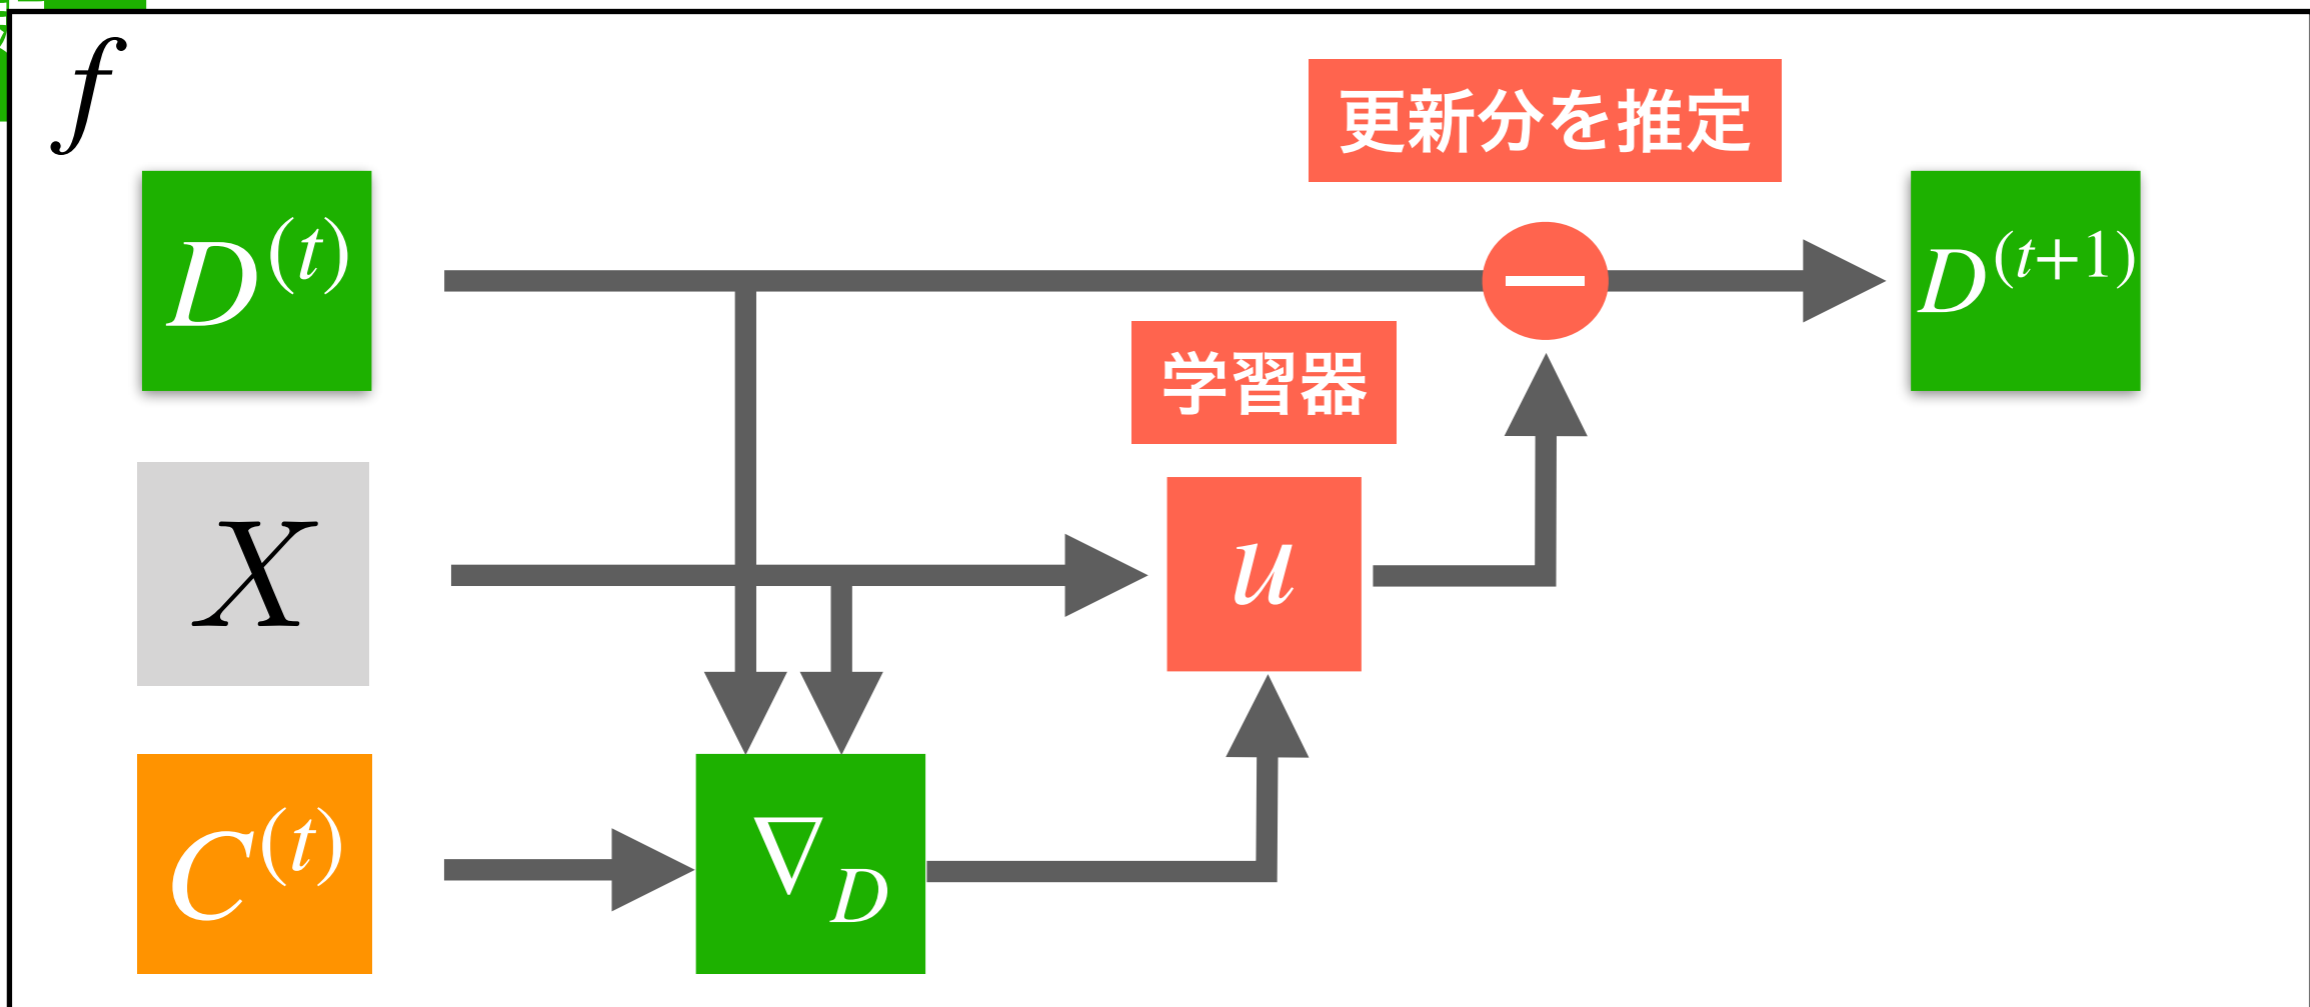 f
更新分を推定
D^(t)
D^(t+1)
−
学習器
X
u
C^(t)
∇_D